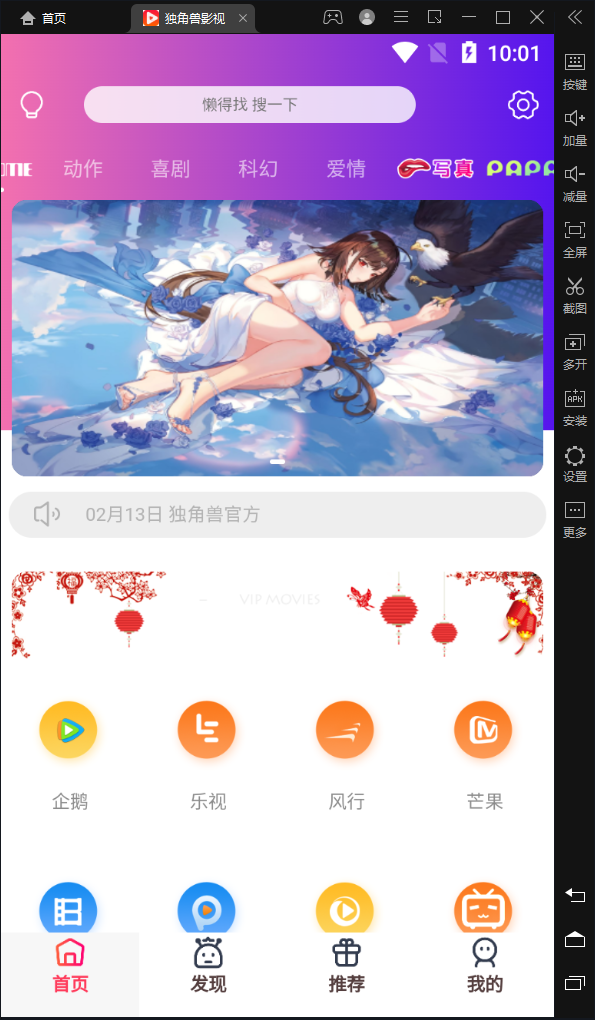 首页
独角兽影视
10:01
懒得找 搜一下
动作
喜剧
科幻
爱情
写真
PAPA
02月13日 独角兽官方
VIP MOVIES
企鹅
乐视
风行
芒果
首页
发现
推荐
我的
按键
加量
减量
全屏
截图
多开
APK
安装
设置
更多